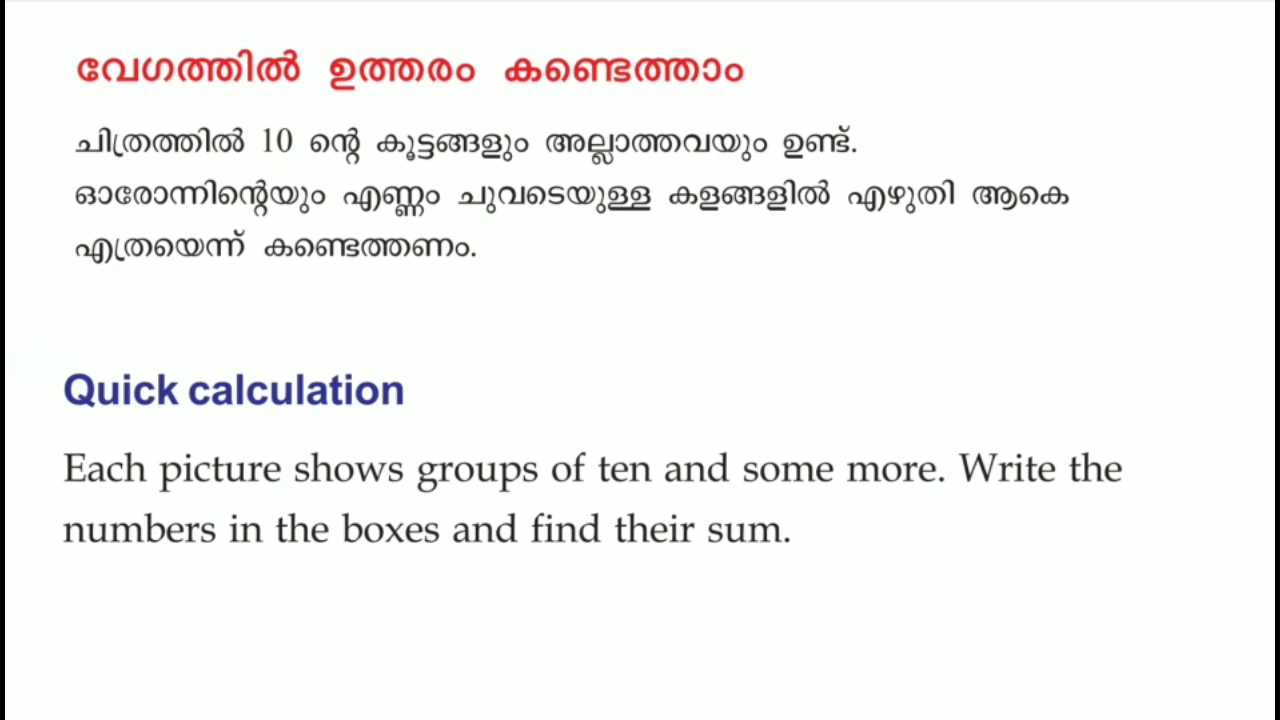 വേഗത്തിൽ ഉത്തരം കണ്ടെത്താം
ചിത്രത്തിൽ 10 ന്റെ കൂട്ടങ്ങളും അല്ലാത്തവയും ഉണ്ട്.
ഓരോന്നിന്റെയും എണ്ണം ചുവടെയുള്ള കളങ്ങളിൽ എഴുതി ആകെ
എത്രയെന്ന് കണ്ടെത്തണം.
Quick calculation
Each picture shows groups of ten and some more. Write the
numbers in the boxes and find their sum.